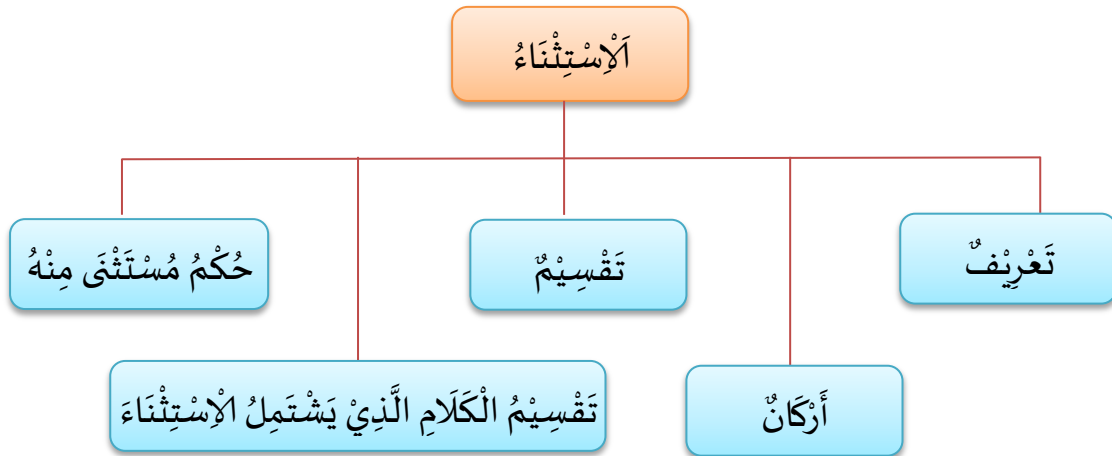 اَلْاِسْتِثْنَاءُ
تَعْرِيْفٌ
تَقْسِيْمٌ
حُكْمُ مُسْتَثْنَى مِنْهُ
أَرْكَانٌ
تَقْسِيْمُ الْكَلَامِ الَّذِيْ يَشْتَمِلُ الْاِسْتِثْنَاءَ